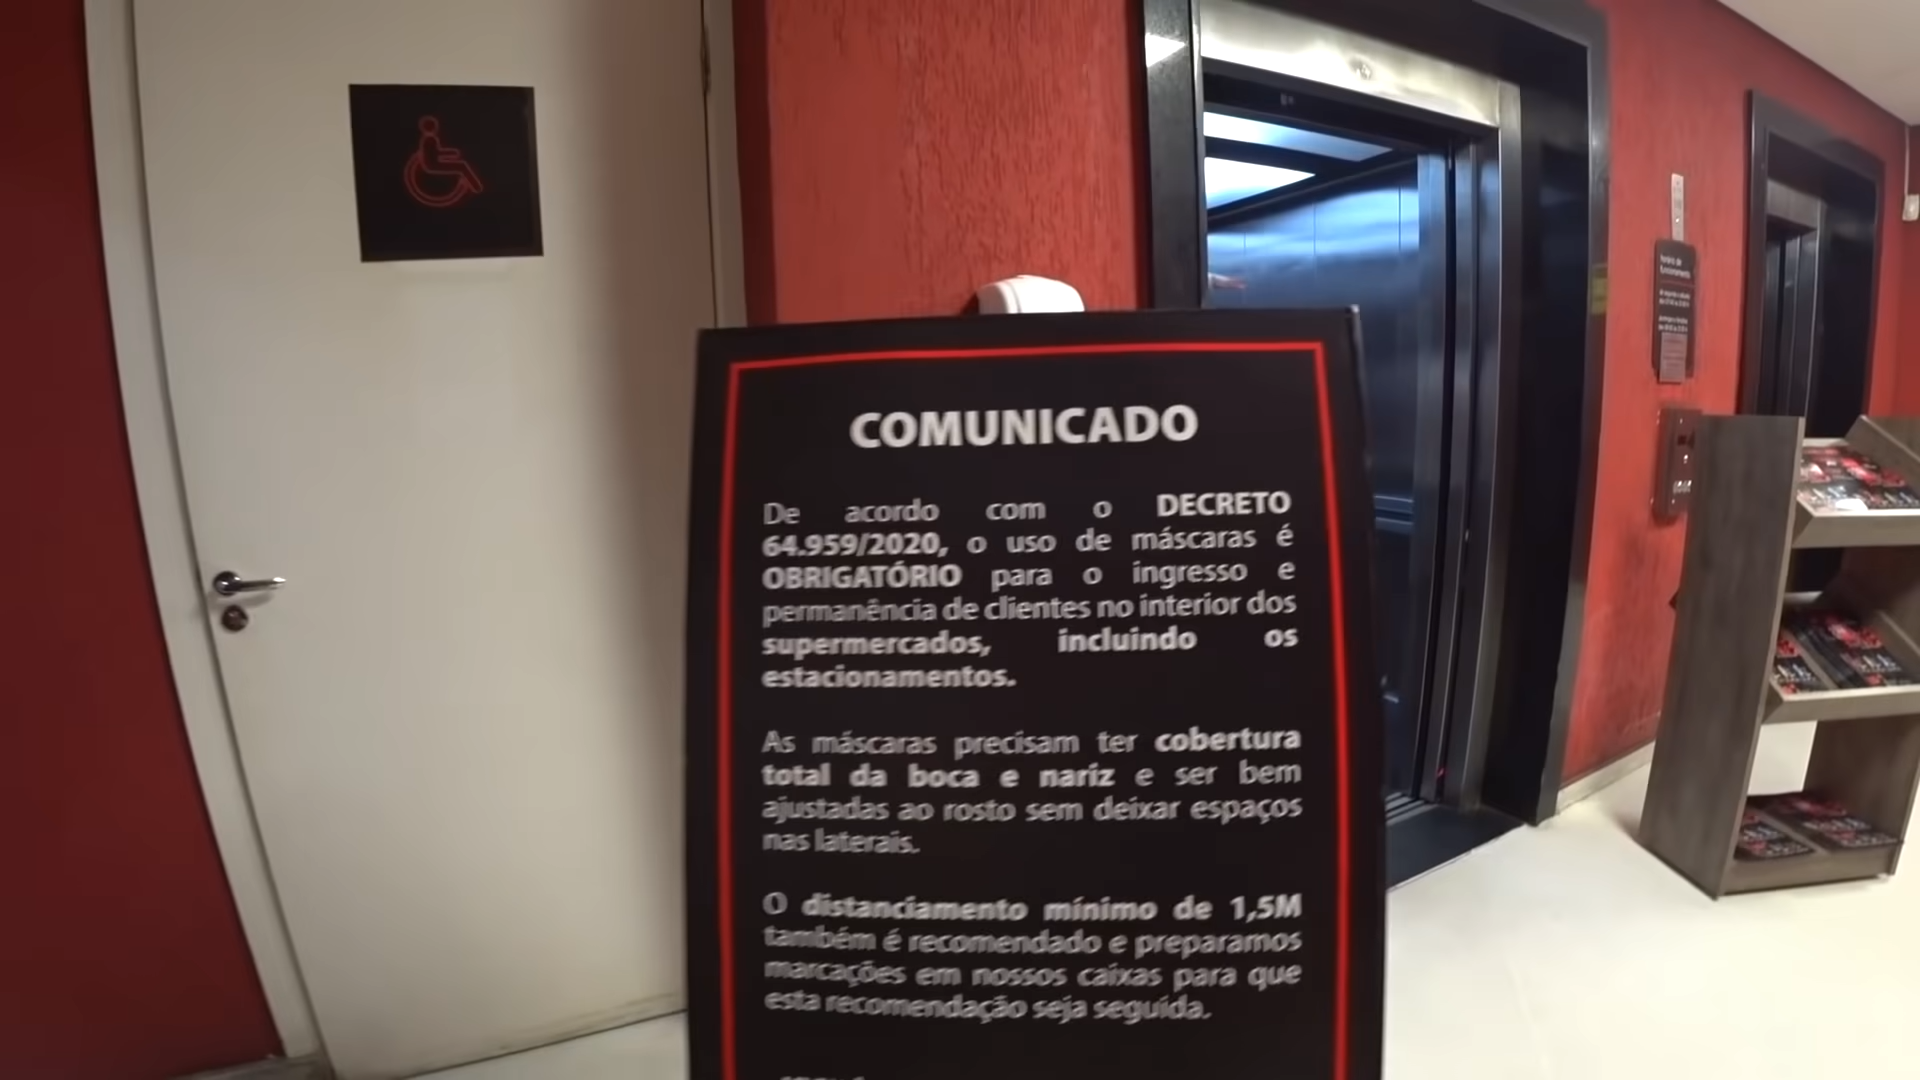 COMUNICADO
De acordo com o DECRETO
64.959/2020, o uso de máscaras é
OBRIGATÓRIO para o ingresso e
permanência de clientes no interior dos
supermercados, incluindo os
estacionamentos.
As máscaras precisam ter cobertura
total da boca e nariz e ser bem
ajustadas ao rosto sem deixar espaços
nas laterais.
O distanciamento mínimo de 1,5M
também é recomendado e preparamos
marcações em nossos caixas para que
esta recomendação seja seguida.
horário de
funcionamento